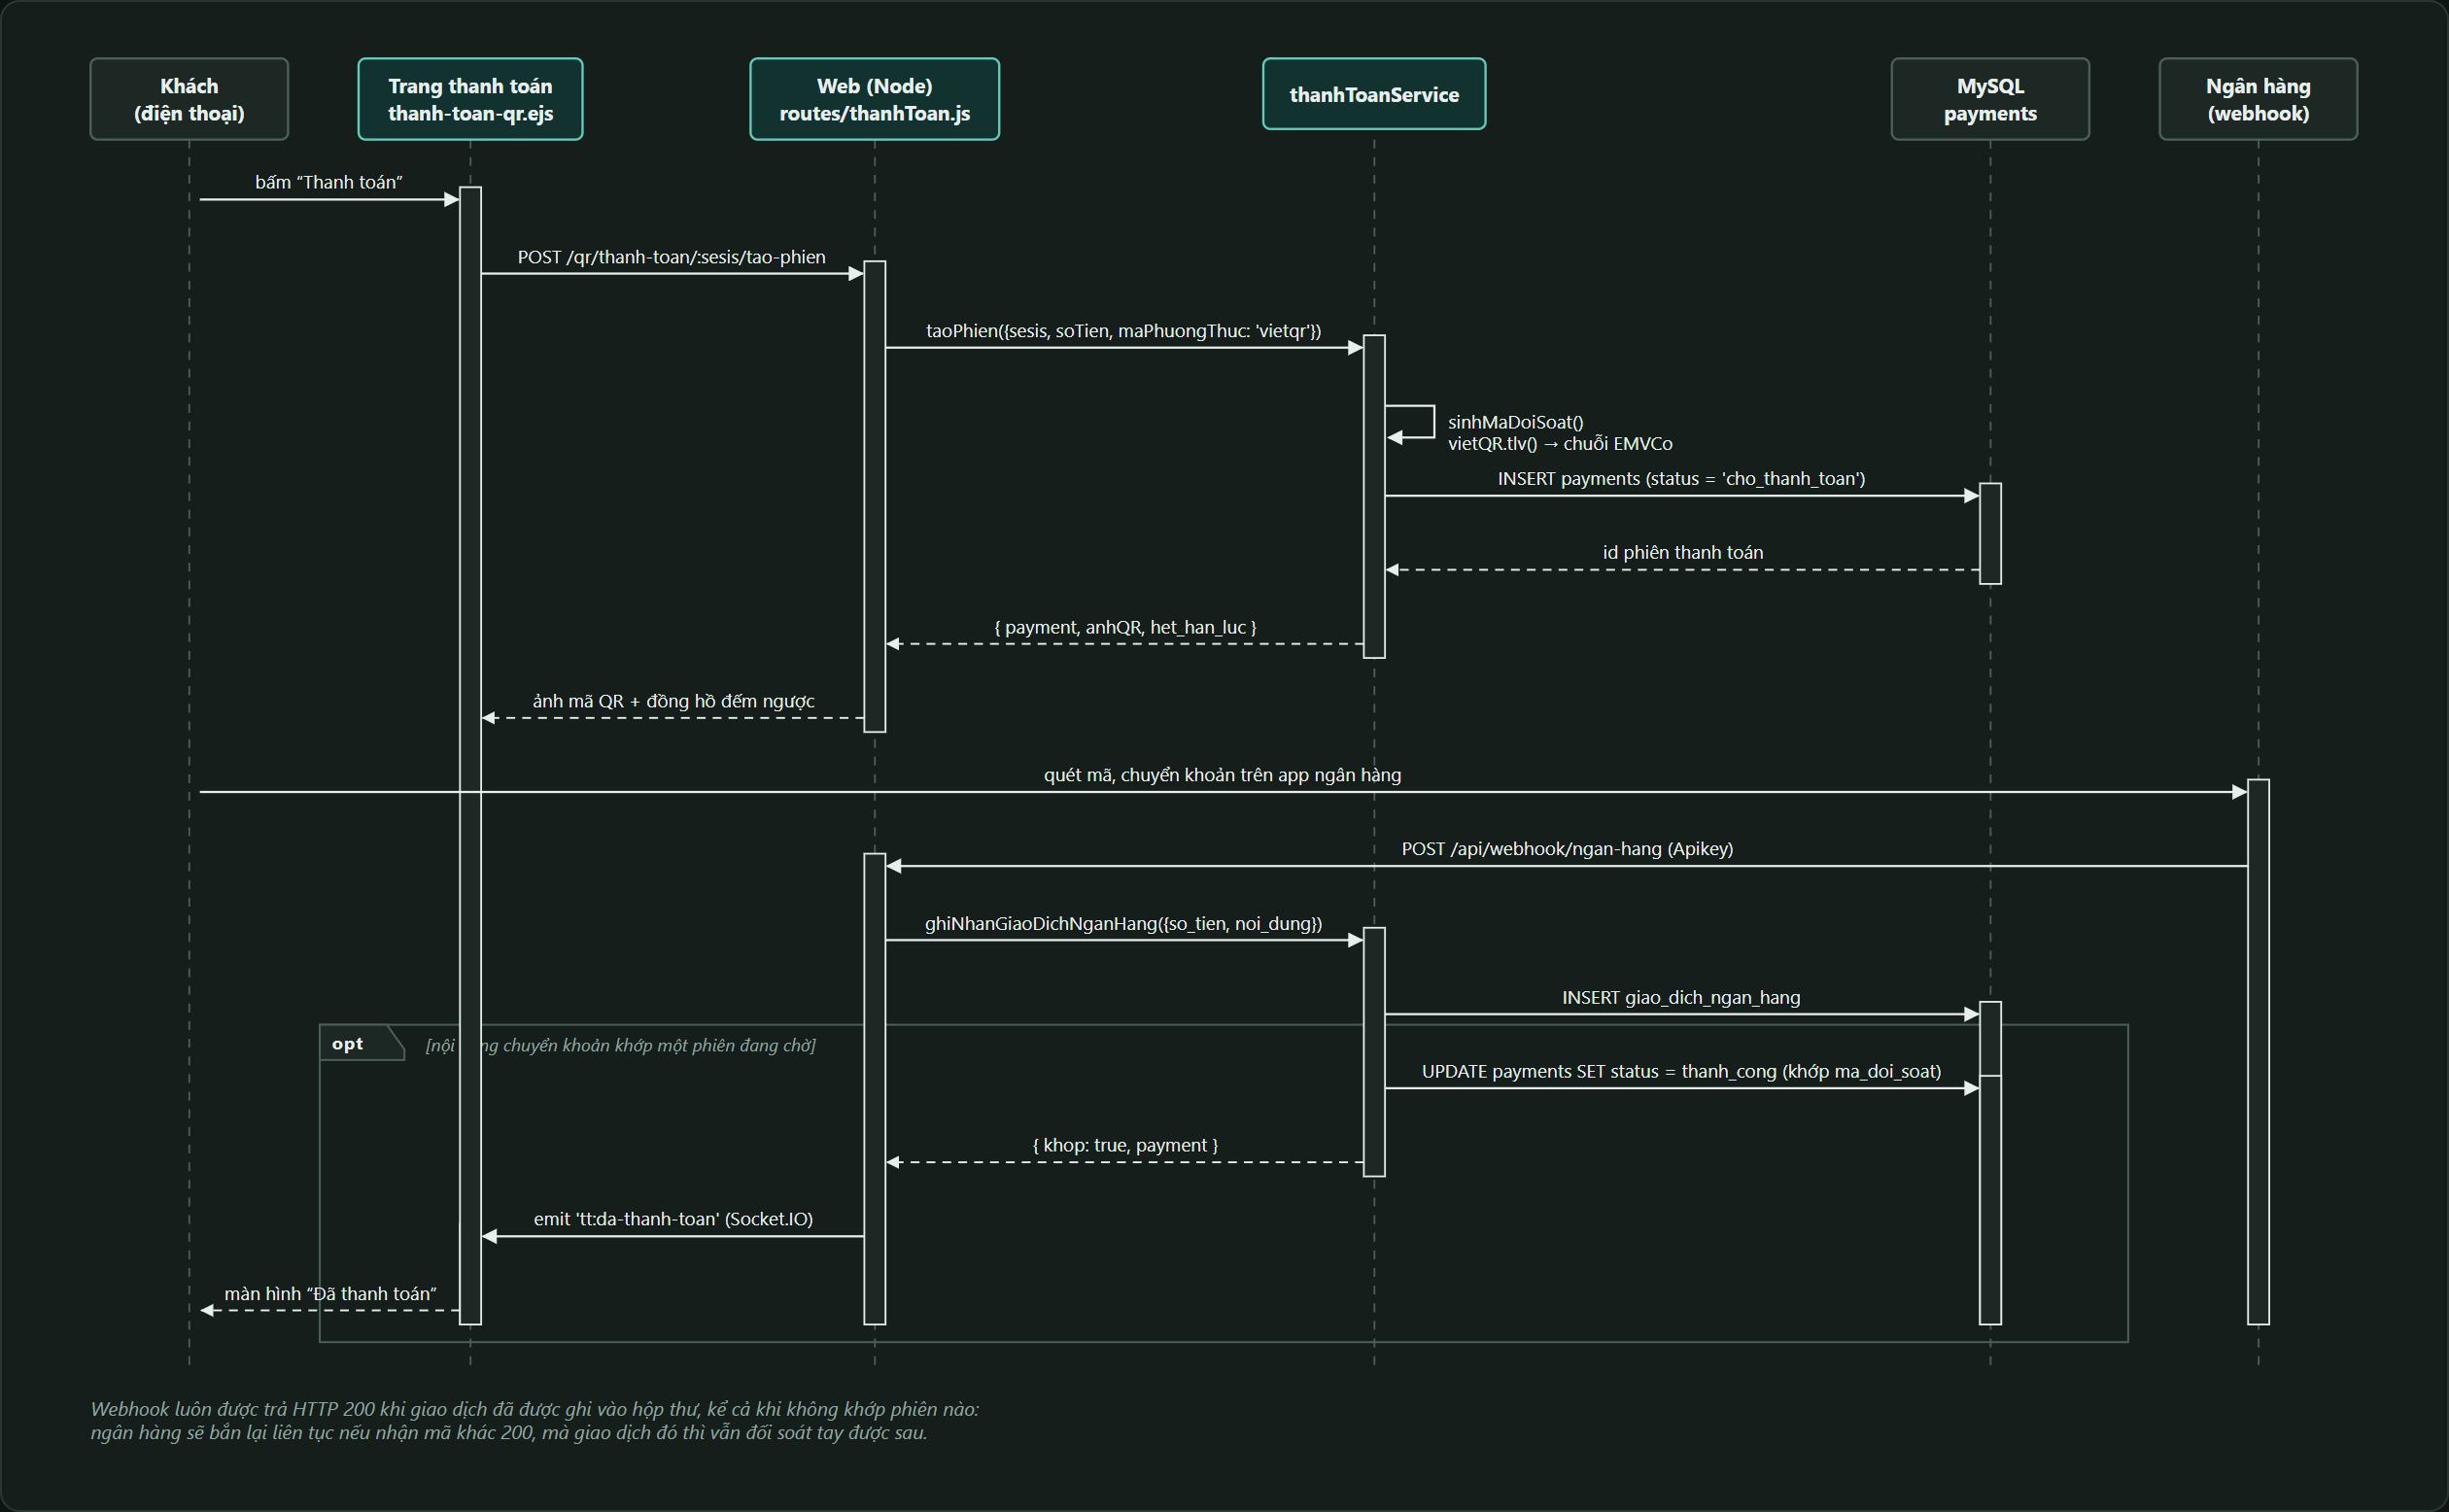 Khách
(điện thoại)
Trang thanh toán
thanh-toan-qr.ejs
Web (Node)
routes/thanhToan.js
thanhToanService
MySQL
payments
Ngân hàng
(webhook)
bấm “Thanh toán”
POST /qr/thanh-toan/:sesis/tao-phien
taoPhien({sesis, soTien, maPhuongThuc: 'vietqr'})
sinhMaDoiSoat()
vietQR.tlv() → chuỗi EMVCo
INSERT payments (status = 'cho_thanh_toan')
id phiên thanh toán
{ payment, anhQR, het_han_luc }
ảnh mã QR + đồng hồ đếm ngược
quét mã, chuyển khoản trên app ngân hàng
POST /api/webhook/ngan-hang (Apikey)
ghiNhanGiaoDichNganHang({so_tien, noi_dung})
INSERT giao_dich_ngan_hang
opt
[nội chuyển khoản khớp một phiên đang chờ]
UPDATE payments SET status = thanh_cong (khớp ma_doi_soat)
{ khop: true, payment }
emit 'tt:da-thanh-toan' (Socket.IO)
màn hình “Đã thanh toán”
Webhook luôn được trả HTTP 200 khi giao dịch đã được ghi vào hộp thư, kể cả khi không khớp phiên nào:
ngân hàng sẽ bắn lại liên tục nếu nhận mã khác 200, mà giao dịch đó thì vẫn đối soát tay được sau.